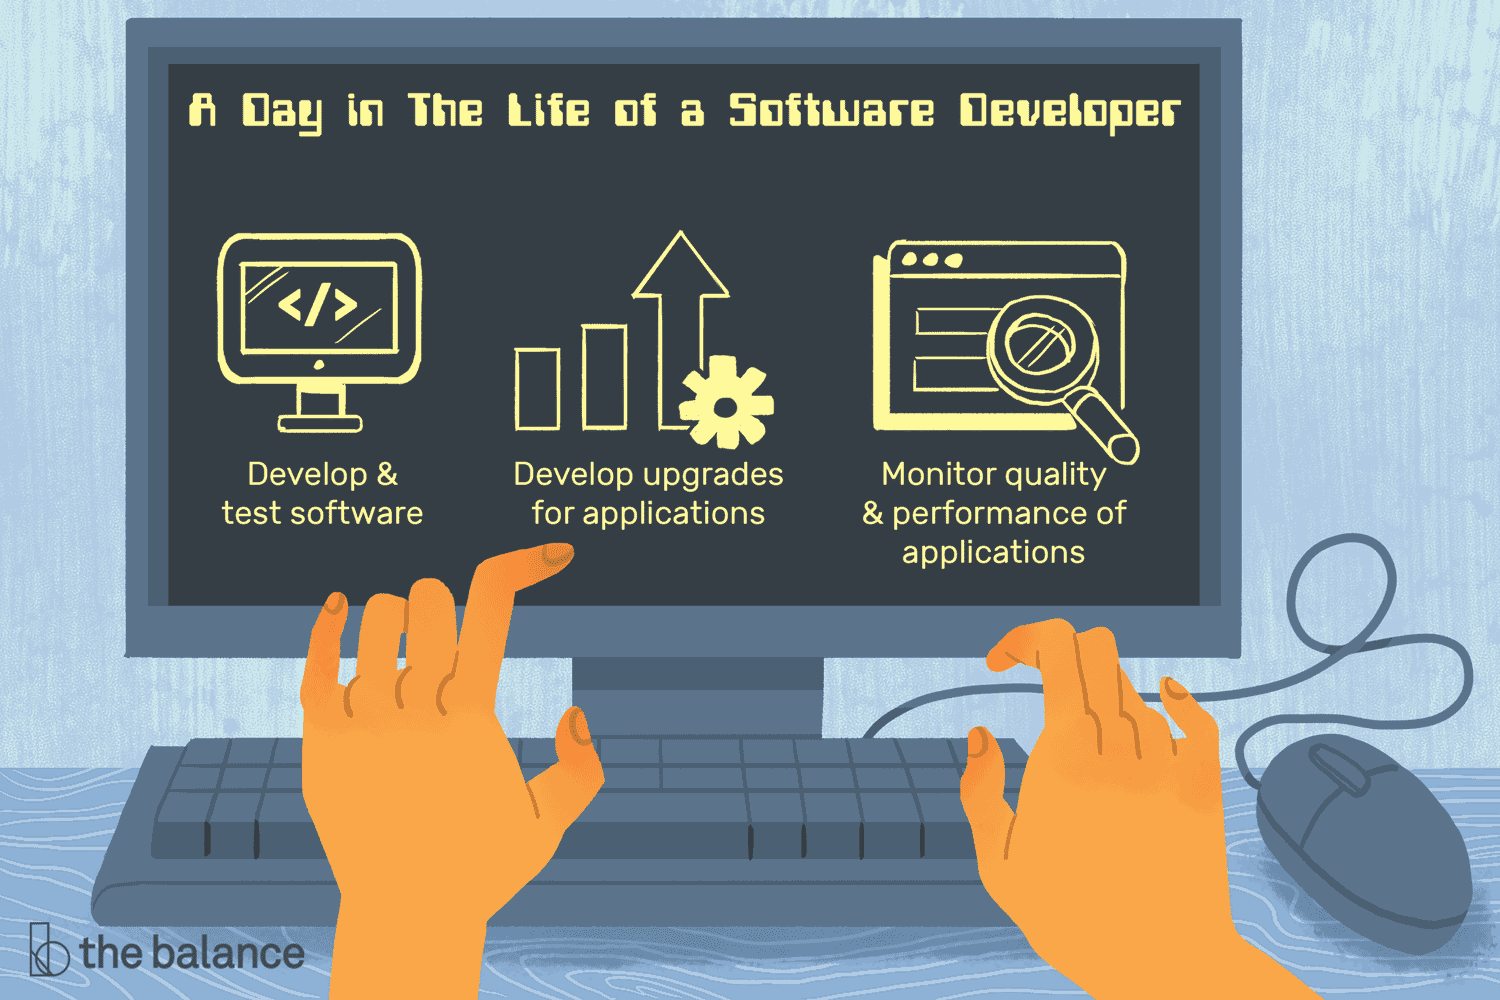 A Day in The Life of a Software Developer
</>
Develop &
test software
Develop upgrades
for applications
Monitor quality
& performance of
applications
the balance